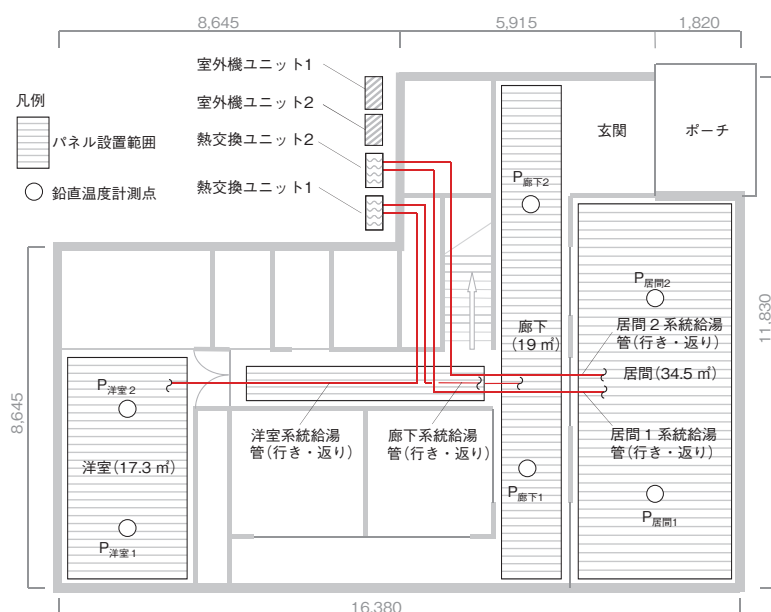 8,645
5,915
1,820
室外機ユニット1
室外機ユニット2
熱交換ユニット2
熱交換ユニット1
凡例
パネル設置範囲
鉛直温度計測点
玄関
ポーチ
P廊下2
P居間2
廊下
(19 ㎡)
居間 2 系統給湯
管(行き・返り)
居間(34.5 ㎡)
居間 1 系統給湯
管(行き・返り)
P洋室 2
洋室(17.3 ㎡)
P洋室 1
洋室系統給湯
管(行き・返り)
廊下系統給湯
管(行き・返り)
P廊下1
P居間1
8,645
11,830
16,380